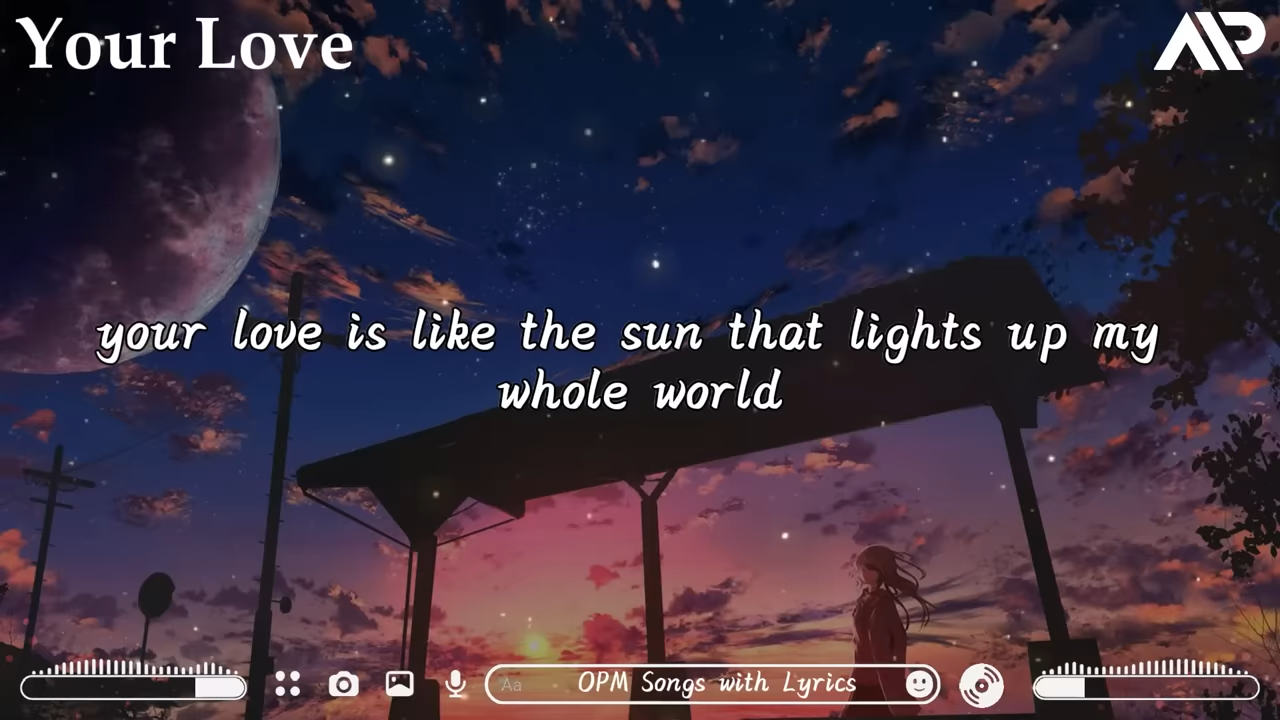 Your Love
AP
your love is like the sun that lights up my
whole world
Aa
OPM Songs with Lyrics